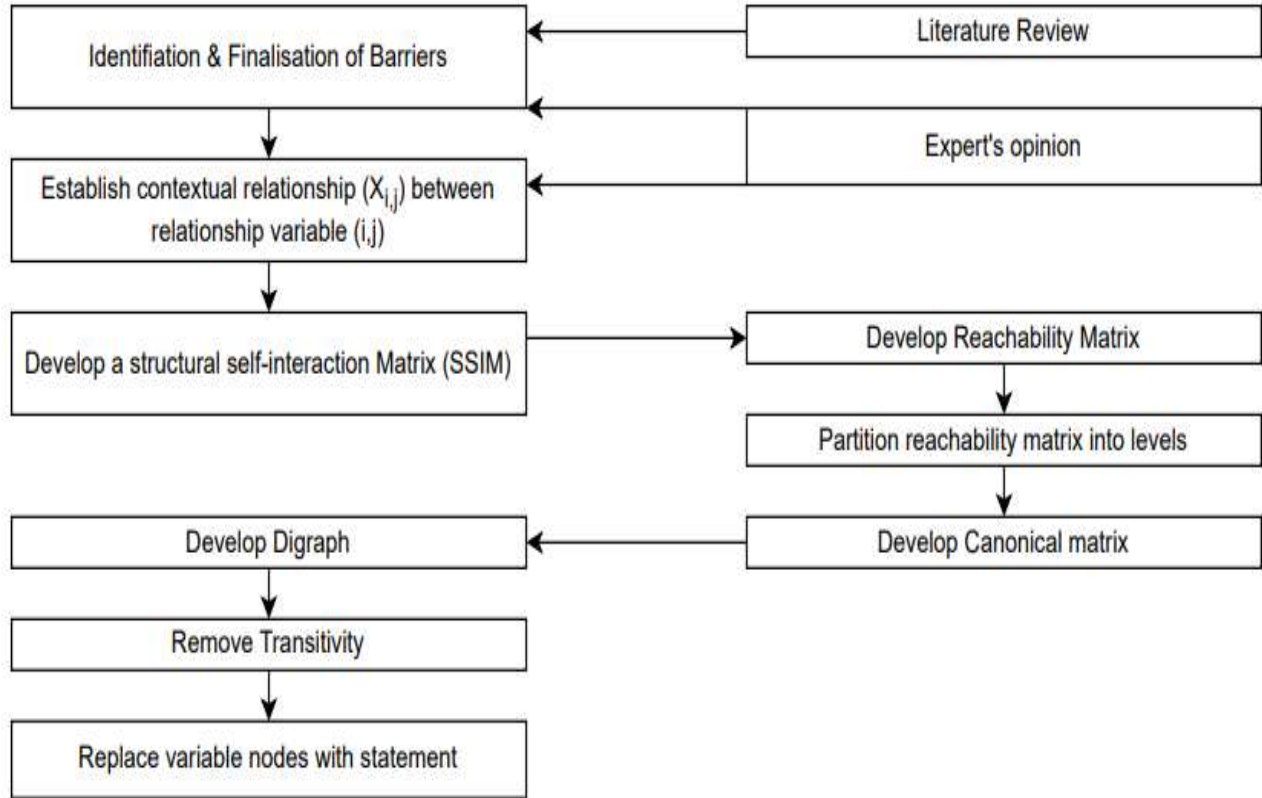 Identifiation & Finalisation of Barriers
Literature Review
Expert's opinion
Establish contextual relationship (X_{i,j}) between
relationship variable (i,j)
Develop a structural self-interaction Matrix (SSIM)
Develop Reachability Matrix
Partition reachability matrix into levels
Develop Canonical matrix
Develop Digraph
Remove Transitivity
Replace variable nodes with statement